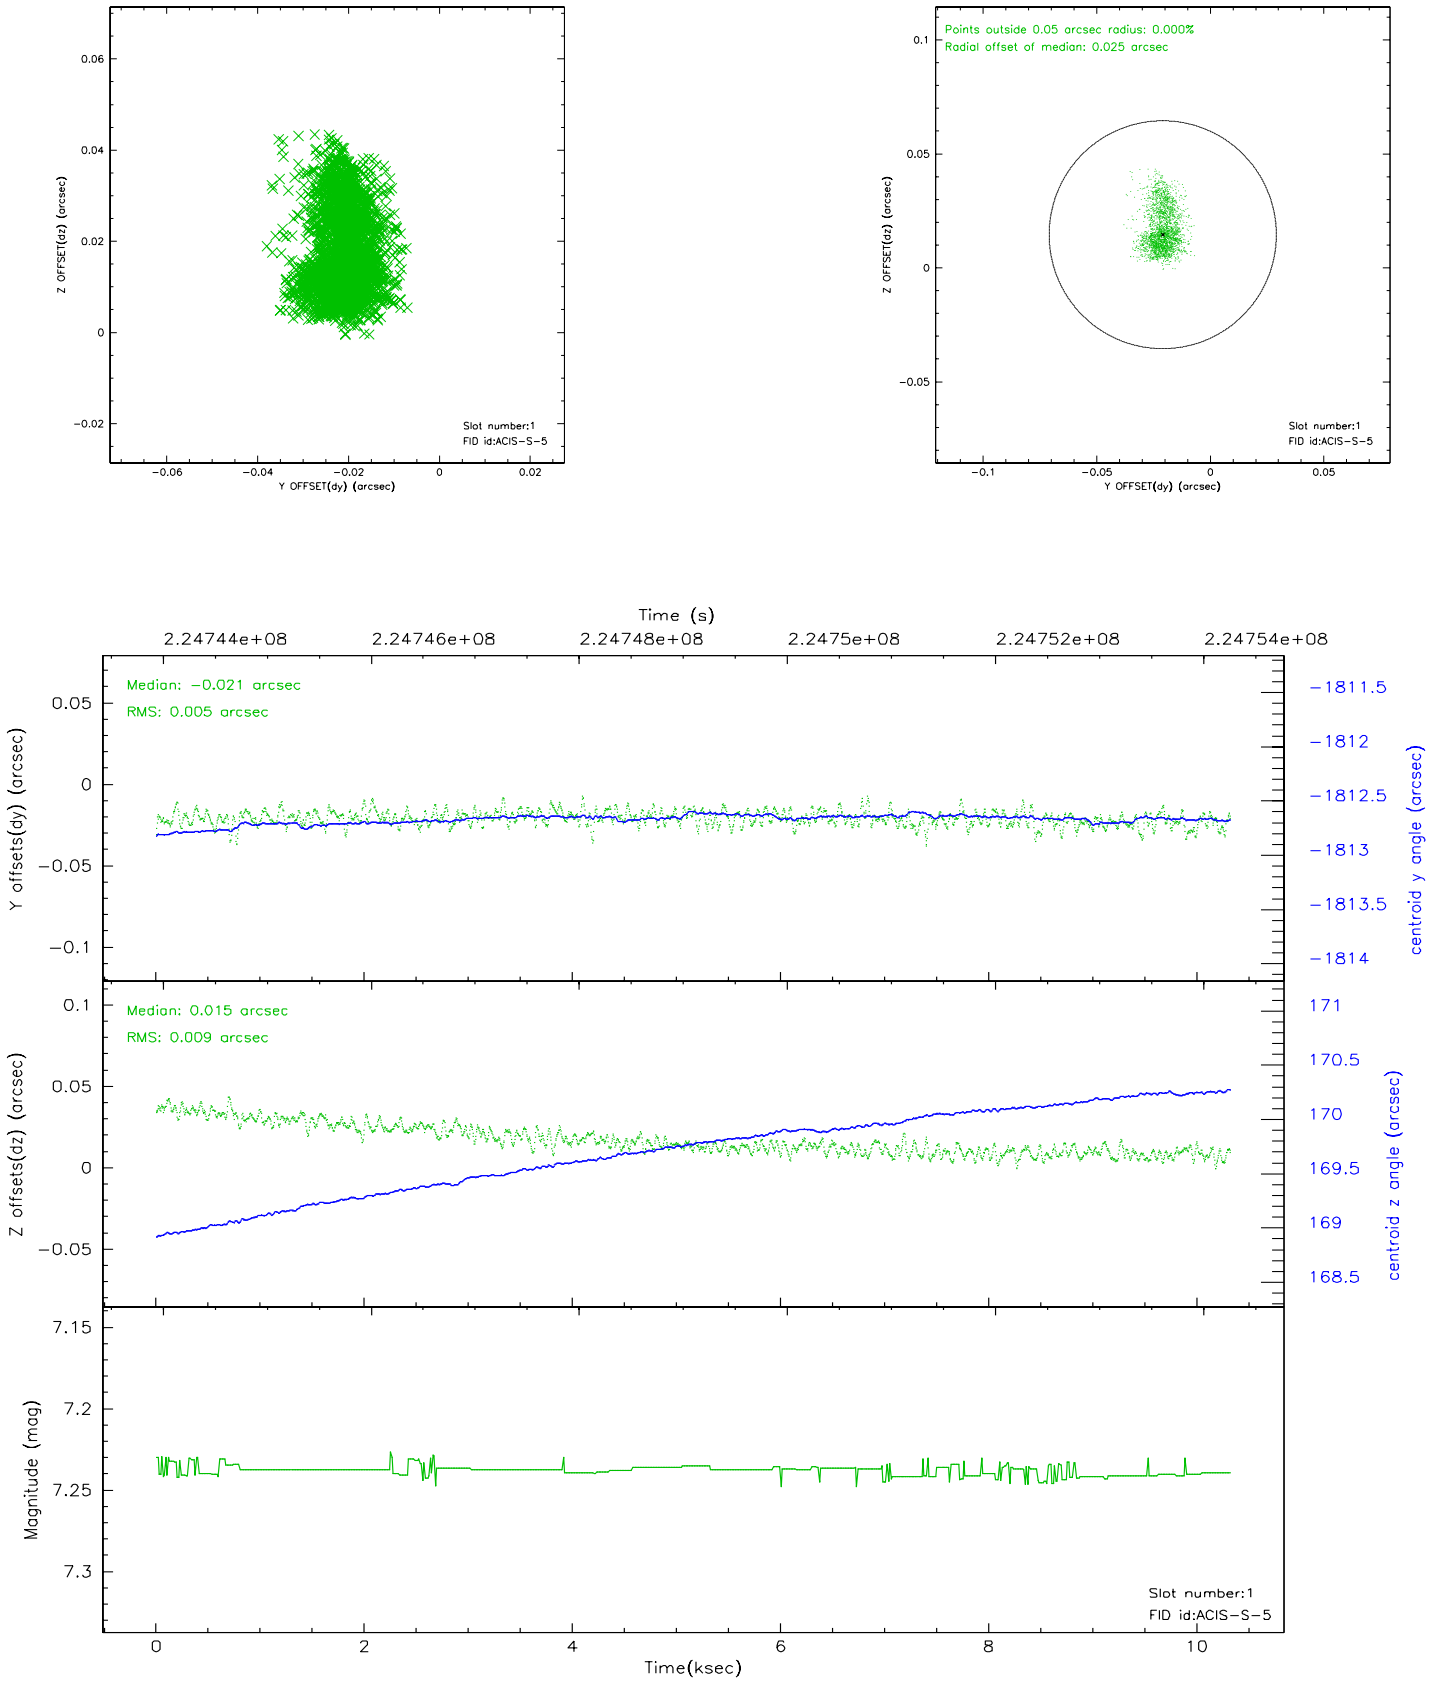 0.06
0.04
0.02
0
−0.02
Z OFFSET(dz) (arcsec)
−0.06
−0.04
−0.02
0
0.02
Y OFFSET(dy) (arcsec)
Slot number:1
FID id:ACIS−S−5
Points outside 0.05 arcsec radius: 0.000%
Radial offset of median: 0.025 arcsec
0.1
0.05
0
−0.05
Z OFFSET(dz) (arcsec)
−0.1
−0.05
0
0.05
Y OFFSET(dy) (arcsec)
Slot number:1
FID id:ACIS−S−5
Time (s)
2.24744e+08
2.24746e+08
2.24748e+08
2.2475e+08
2.24752e+08
2.24754e+08
Median: −0.021 arcsec
RMS: 0.005 arcsec
0.05
0
−0.05
−0.1
Y offsets(dy) (arcsec)
−1811.5
−1812
−1812.5
−1813
−1813.5
−1814
centroid y angle (arcsec)
Median: 0.015 arcsec
RMS: 0.009 arcsec
0.1
0.05
0
−0.05
Z offsets(dz) (arcsec)
171
170.5
170
169.5
169
168.5
centroid z angle (arcsec)
7.15
7.2
7.25
7.3
Magnitude (mag)
Slot number:1
FID id:ACIS−S−5
0
2
4
6
8
10
Time(ksec)